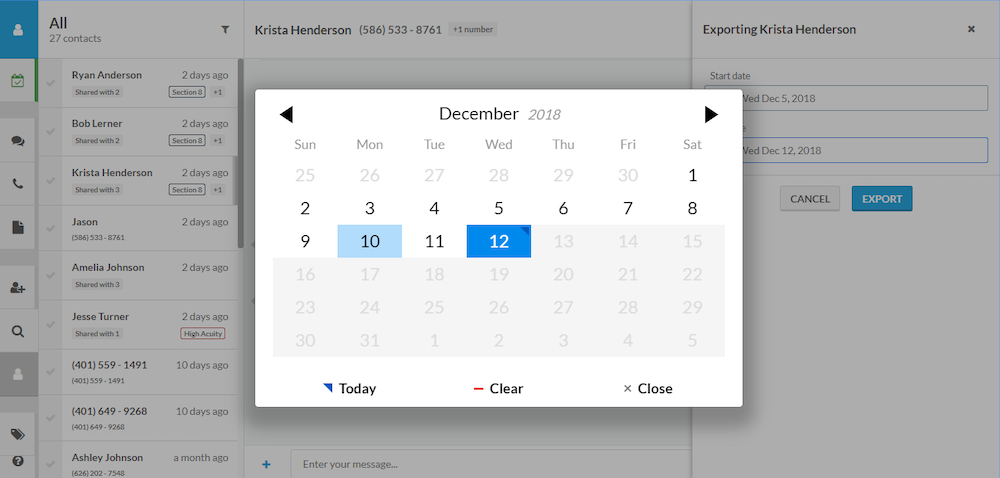 All
27 contacts
Ryan Anderson 2 days ago
Shared with 2 Section 8 +1
Bob Lerner 2 days ago
Shared with 2 Section 8 +1
Krista Henderson 2 days ago
Shared with 3 Section 8 +1
Jason 2 days ago
(586) 533 - 8761
Amelia Johnson 2 days ago
Shared with 3
Jesse Turner 2 days ago
Shared with 1 High Acuity
(401) 559 - 1491 10 days ago
(401) 559 - 1491
(401) 649 - 9268 10 days ago
(401) 649 - 9268
Ashley Johnson a month ago
(626) 202 - 7548
Krista Henderson (586) 533 - 8761 +1 number
December 2018
Sun Mon Tue Wed Thu Fri Sat
25 26 27 28 29 30 1
2 3 4 5 6 7 8
9 10 11 12 13 14 15
16 17 18 19 20 21 22
23 24 25 26 27 28 29
30 31 1 2 3 4 5
Today Clear × Close
Enter your message...
Exporting Krista Henderson ×
Start date
Wed Dec 5, 2018
e
Wed Dec 12, 2018
CANCEL EXPORT